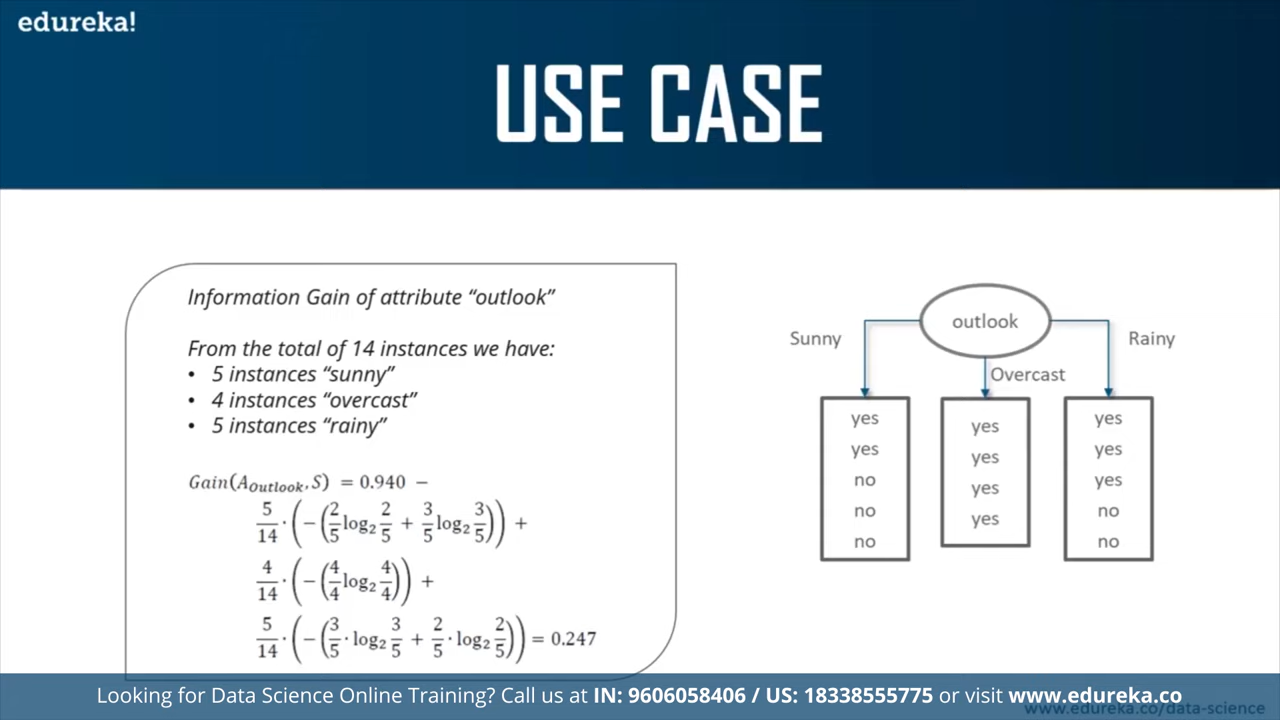 edureka!
USE CASE
Information Gain of attribute “outlook”
From the total of 14 instances we have:
• 5 instances “sunny”
• 4 instances “overcast”
• 5 instances “rainy”
Gain(A_Outlook, S) = 0.940 −
5/14 · (−(2/5 log₂ 2/5 + 3/5 log₂ 3/5)) +
4/14 · (−(4/4 log₂ 4/4)) +
5/14 · (−(3/5 · log₂ 3/5 + 2/5 · log₂ 2/5)) = 0.247
outlook
Sunny
Overcast
Rainy
yes
yes
no
no
no
yes
yes
yes
yes
yes
yes
yes
no
no
Looking for Data Science Online Training? Call us at IN: 9606058406 / US: 18338555775 or visit www.edureka.co
www.edureka.co/data-science